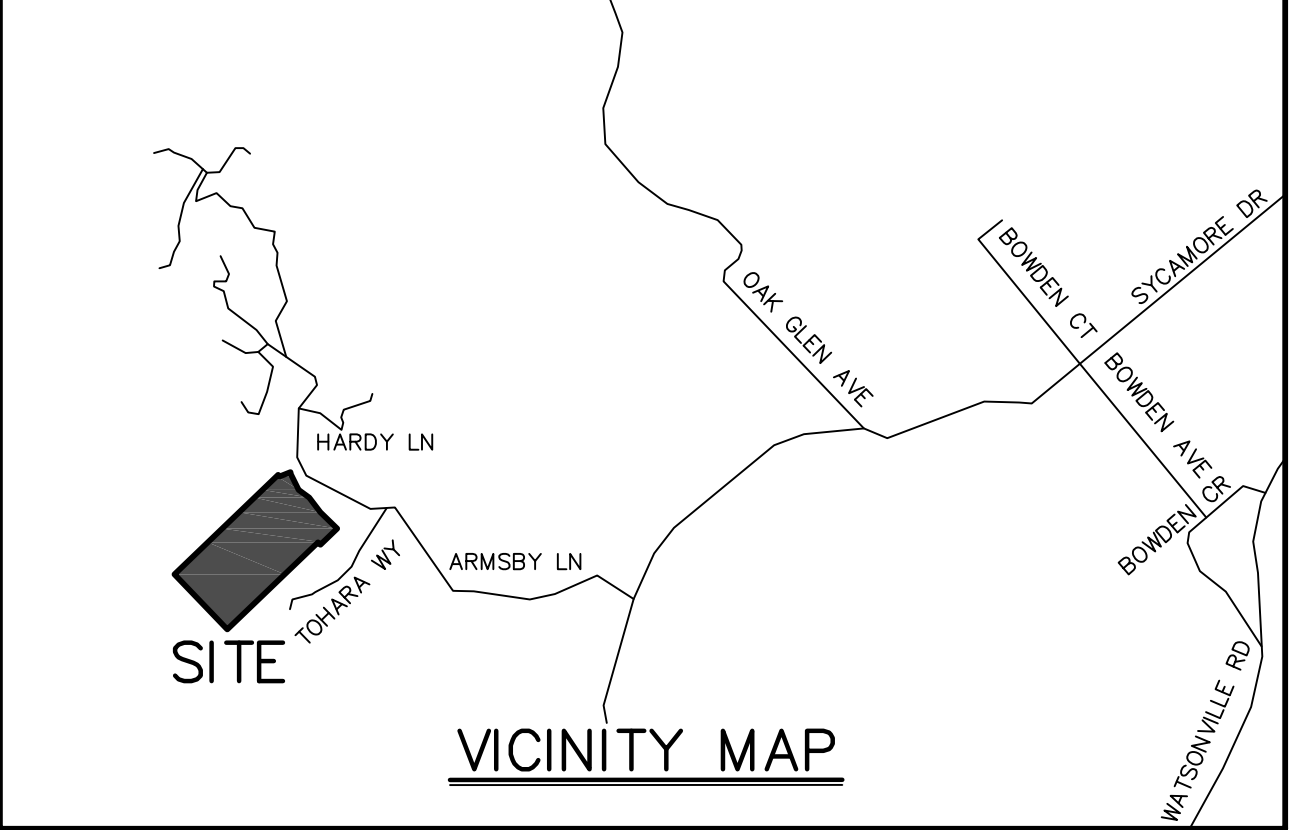 SYCAMORE DR
BOWDEN CT
OAK GLEN AVE
BOWDEN AVE
HARDY LN
BOWDEN CR
ARMSBY LN
TOHARA WY
SITE
WATSONVILLE RD
VICINITY MAP